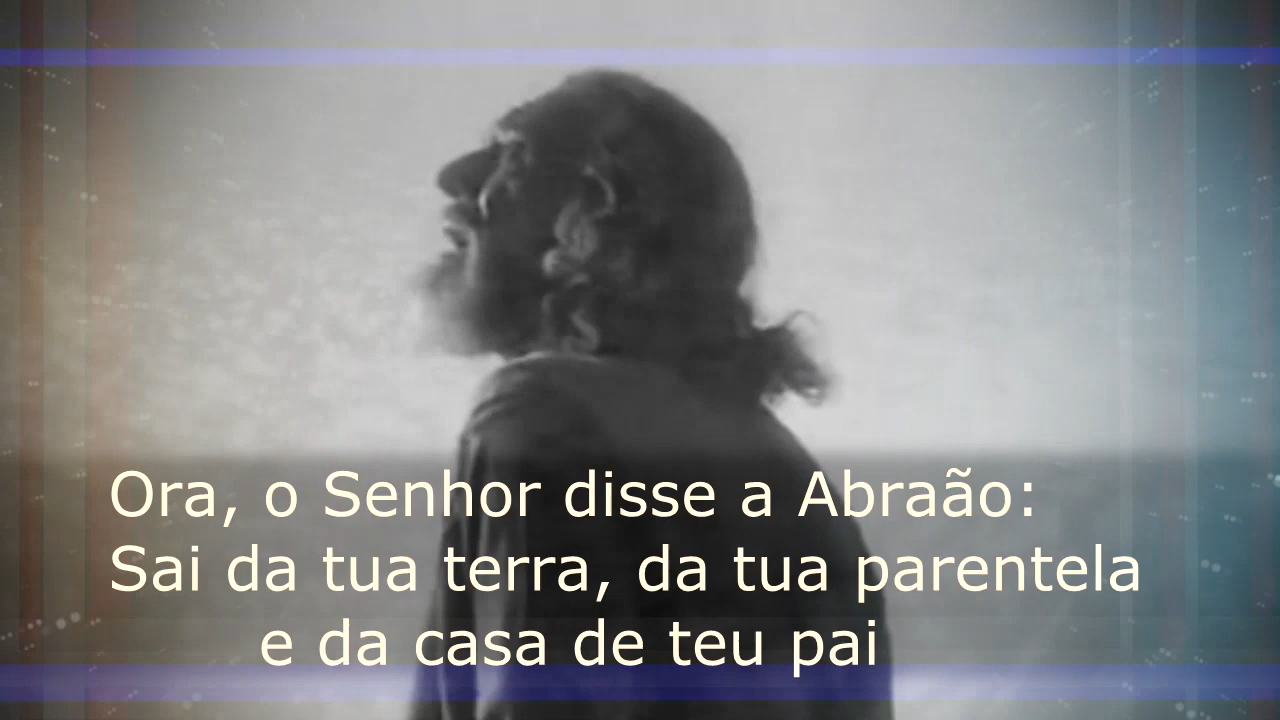 Ora, o Senhor disse a Abraão:
Sai da tua terra, da tua parentela
e da casa de teu pai